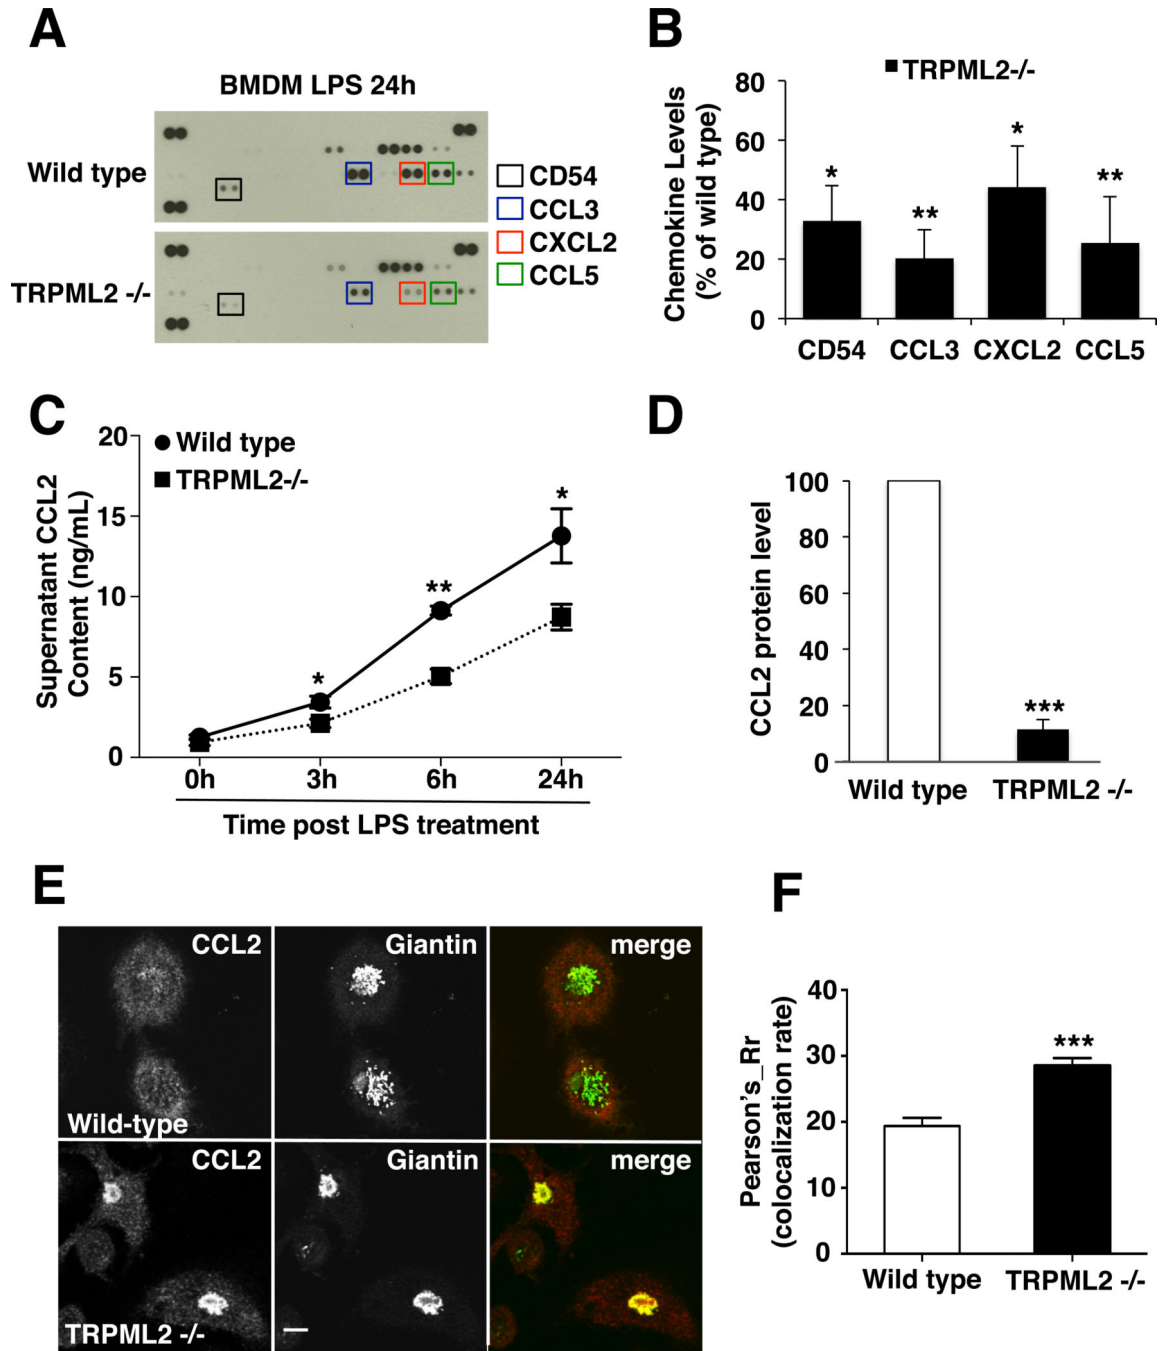 A
BMDM LPS 24h
Wild type
TRPML2 -/-
CD54
CCL3
CXCL2
CCL5
B
TRPML2-/-
Chemokine Levels
(% of wild type)
80
60
40
20
0
*
**
*
**
CD54 CCL3 CXCL2 CCL5
C
Wild type
TRPML2-/-
Supernatant CCL2
Content (ng/mL)
20
15
10
5
0
*
**
*
0h 3h 6h 24h
Time post LPS treatment
D
CCL2 protein level
100
80
60
40
20
0
***
Wild type TRPML2 -/-
E
CCL2 Giantin merge
Wild-type
CCL2 Giantin merge
TRPML2 -/-
F
Pearson's_Rr
(colocalization rate)
40
30
20
10
0
***
Wild type TRPML2 -/-